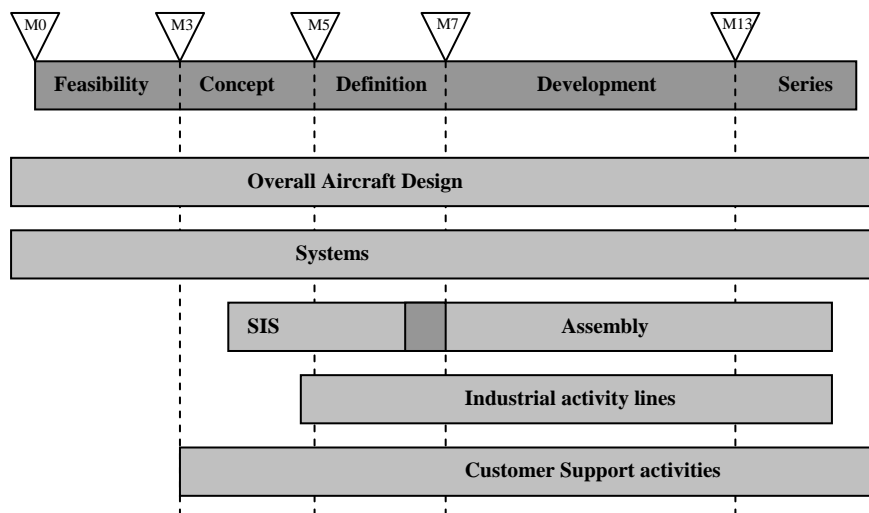 M0 M3 M5 M7 M13
Feasibility Concept Definition Development Series
Overall Aircraft Design
Systems
SIS Assembly
Industrial activity lines
Customer Support activities